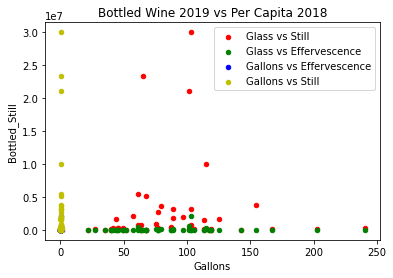 Bottled Wine 2019 vs Per Capita 2018
1e7
Glass vs Still
Glass vs Effervescence
Gallons vs Effervescence
Gallons vs Still
3.0
2.5
2.0
1.5
1.0
0.5
0.0
Bottled_Still
0
50
100
150
200
250
Gallons